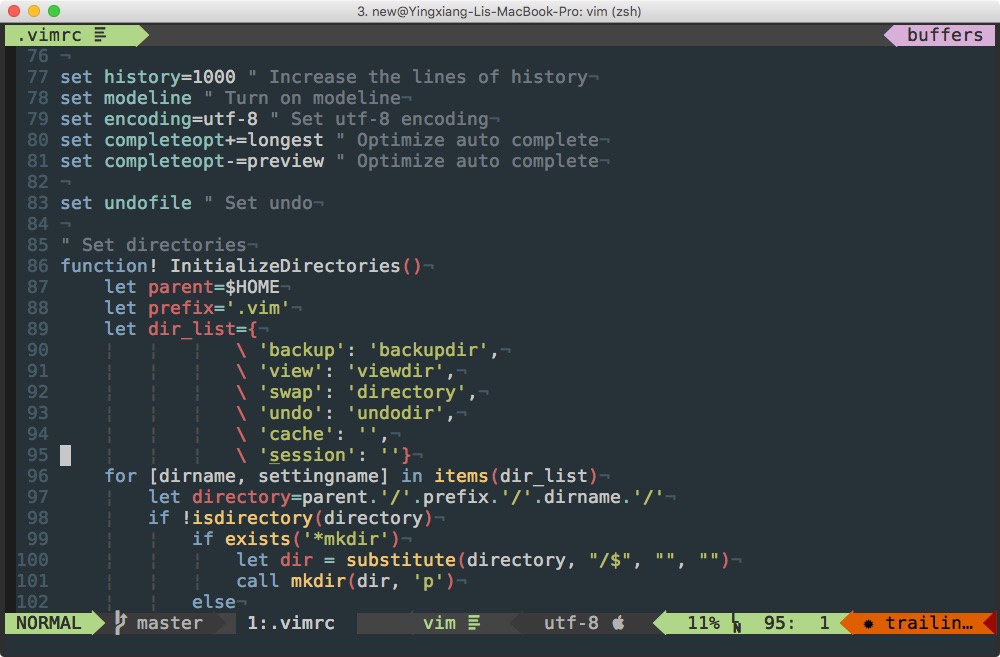 3. new@Yingxiang-Lis-MacBook-Pro: vim (zsh)
.vimrc buffers
76 ¬
77 set history=1000 " Increase the lines of history¬
78 set modeline " Turn on modeline¬
79 set encoding=utf-8 " Set utf-8 encoding¬
80 set completeopt+=longest " Optimize auto complete¬
81 set completeopt-=preview " Optimize auto complete¬
82 ¬
83 set undofile " Set undo¬
84 ¬
85 " Set directories¬
86 function! InitializeDirectories()¬
87     let parent=$HOME¬
88     let prefix='.vim'¬
89     let dir_list={¬
90 ¦   ¦   ¦   \ 'backup': 'backupdir',¬
91 ¦   ¦   ¦   \ 'view': 'viewdir',¬
92 ¦   ¦   ¦   \ 'swap': 'directory',¬
93 ¦   ¦   ¦   \ 'undo': 'undodir',¬
94 ¦   ¦   ¦   \ 'cache': '',¬
95 ¦   ¦   ¦   \ 'session': ''}¬
96     for [dirname, settingname] in items(dir_list)¬
97     ¦   let directory=parent.'/'.prefix.'/'.dirname.'/'¬
98     ¦   if !isdirectory(directory)¬
99     ¦   ¦   if exists('*mkdir')¬
100     ¦   ¦   ¦   let dir = substitute(directory, "/$", "", "")¬
101     ¦   ¦   ¦   call mkdir(dir, 'p')¬
102     ¦   ¦   else¬
NORMAL master 1:.vimrc vim utf-8 11% 95: 1 trailin…